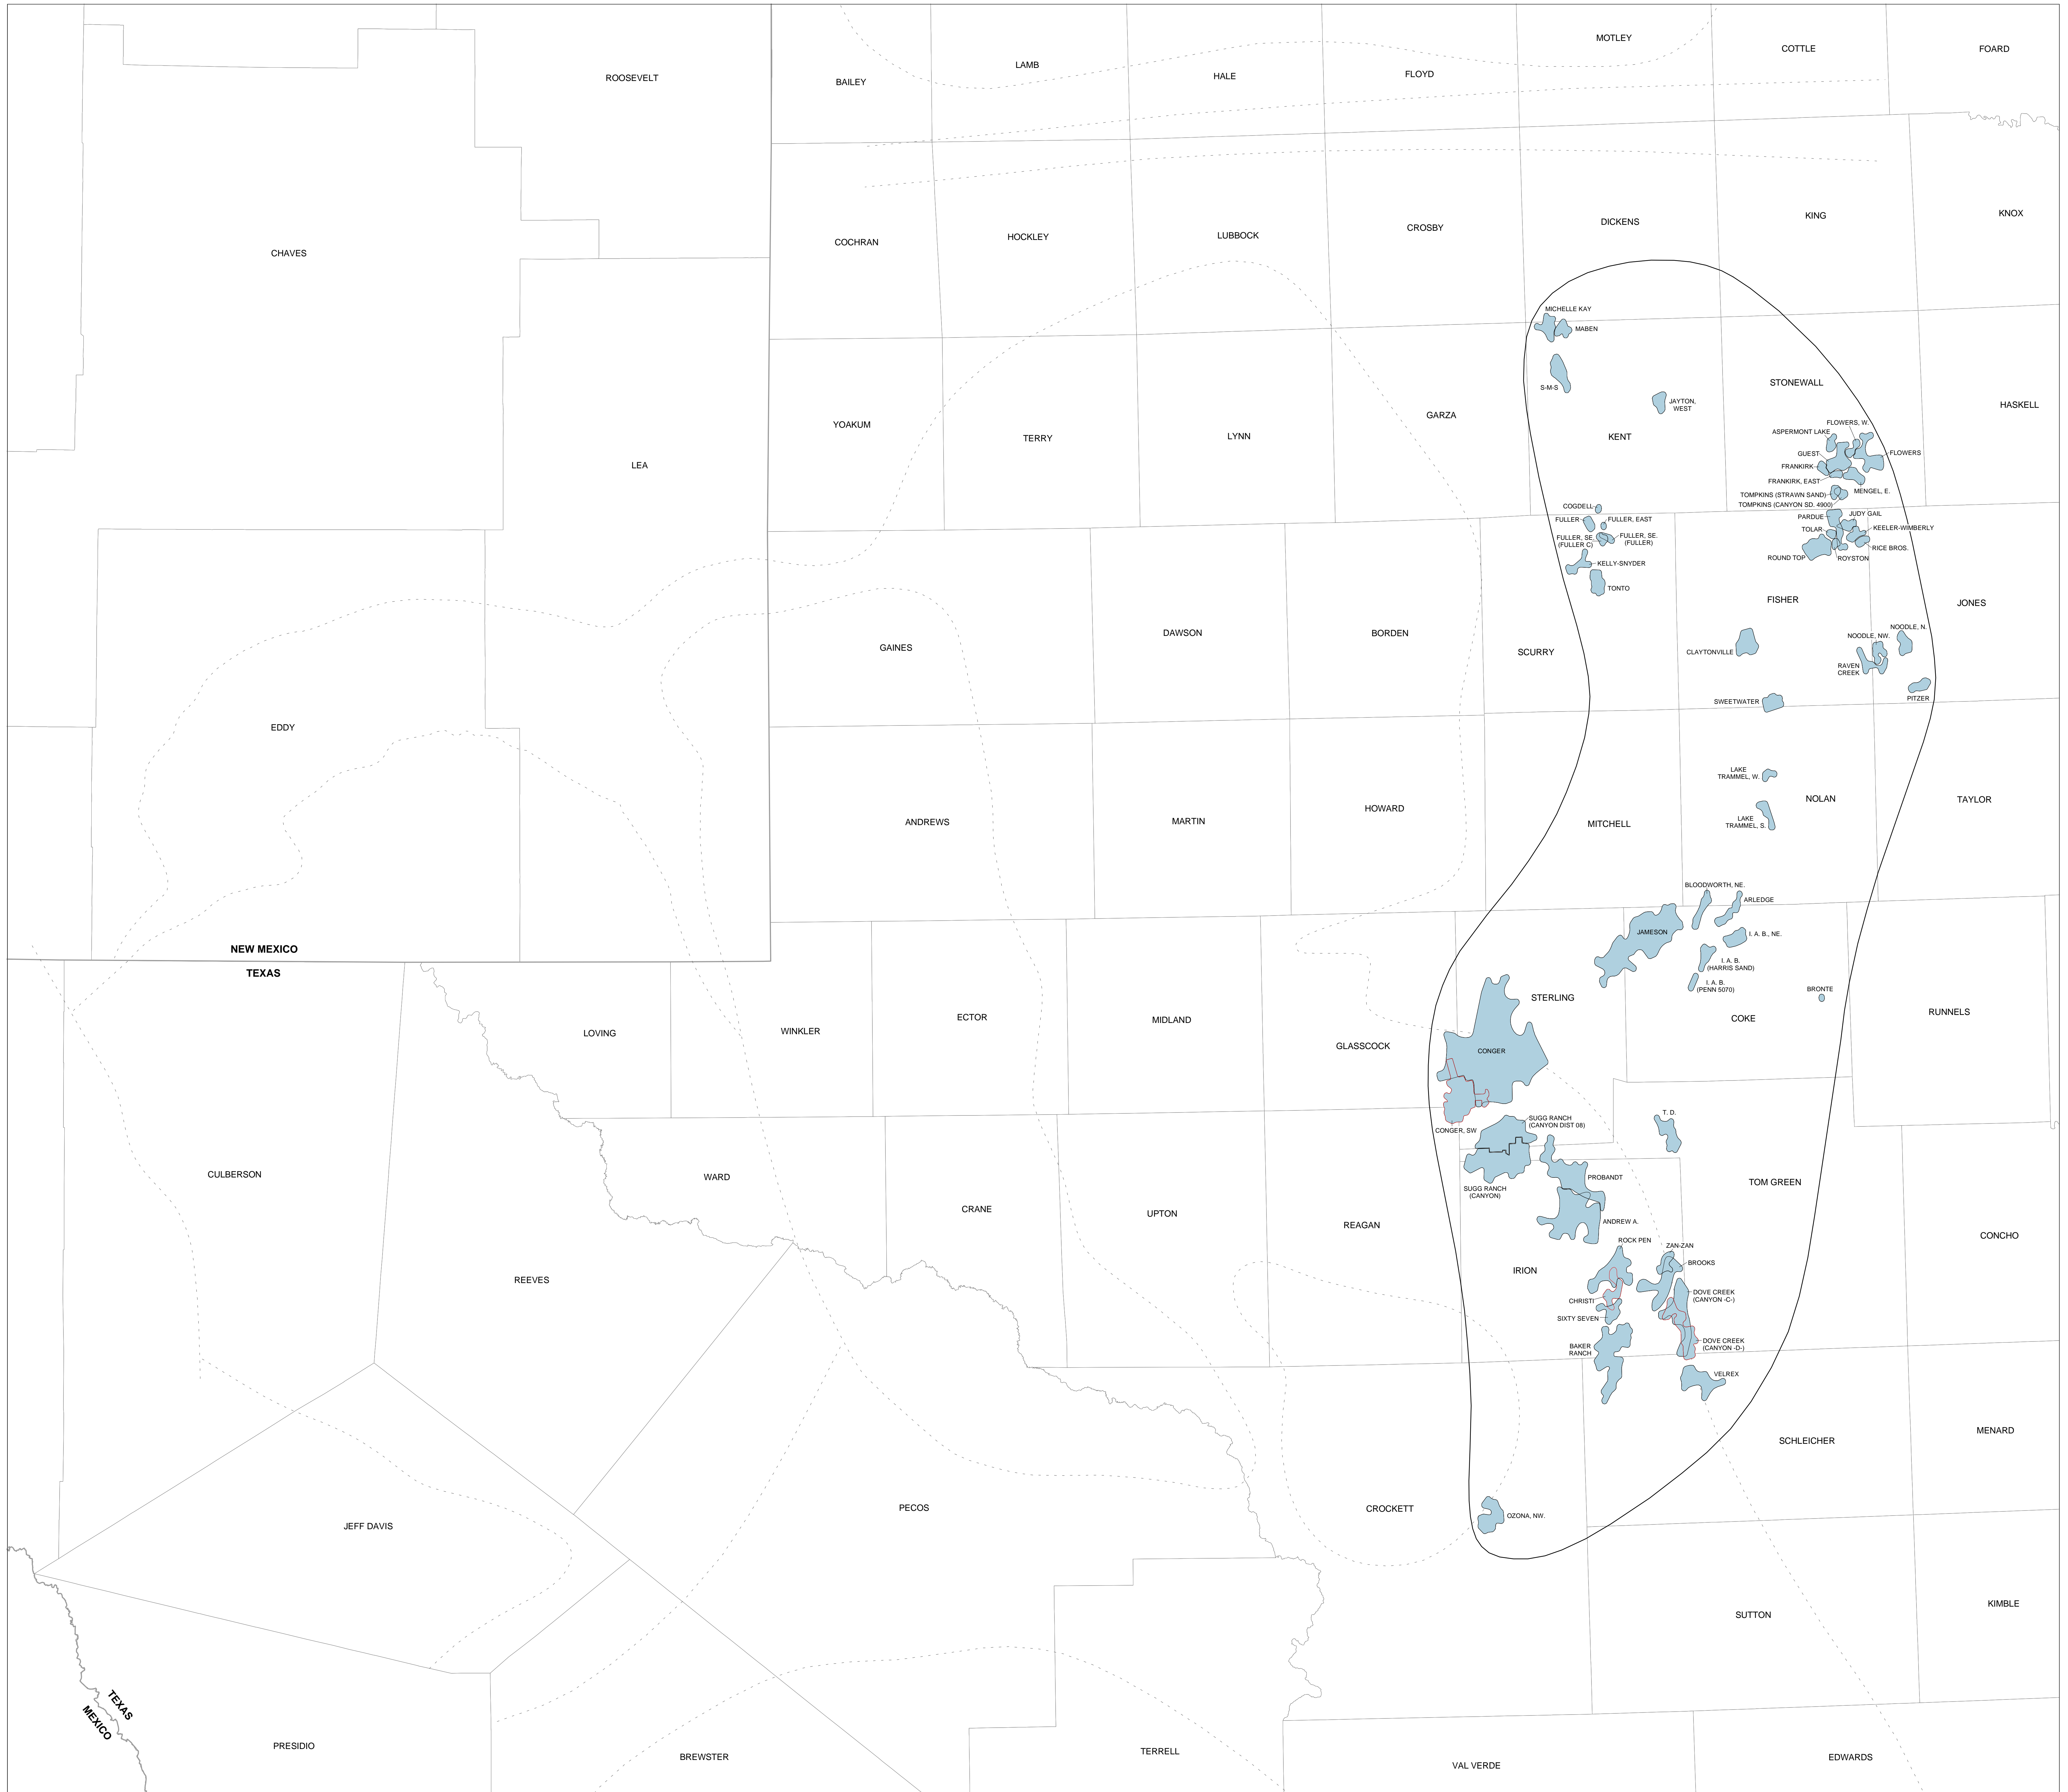 MOTLEY
COTTLE
FOARD
ROOSEVELT
BAILEY
LAMB
HALE
FLOYD
CHAVES
COCHRAN
HOCKLEY
LUBBOCK
CROSBY
DICKENS
KING
KNOX
MICHELLE KAY
MABEN
S-M-S
JAYTON,
WEST
STONEWALL
HASKELL
LEA
YOAKUM
TERRY
LYNN
GARZA
KENT
FLOWERS, W.
ASPERMONT LAKE
GUEST
FLOWERS
FRANKIRK
FRANKIRK, EAST
MENGEL, E.
TOMPKINS (STRAWN SAND)
TOMPKINS (CANYON SD. 4900)
COGDELL
FULLER
FULLER, EAST
FULLER, SE.
(FULLER C)
FULLER, SE.
(FULLER)
KELLY-SNYDER
TONTO
PARDUE
JUDY GAIL
TOLAR
KEELER-WIMBERLY
RICE BROS.
ROUND TOP
ROYSTON
FISHER
JONES
GAINES
DAWSON
BORDEN
SCURRY
CLAYTONVILLE
NOODLE, N.
NOODLE, NW.
RAVEN
CREEK
PITZER
SWEETWATER
EDDY
ANDREWS
MARTIN
HOWARD
MITCHELL
LAKE
TRAMMEL, W.
NOLAN
TAYLOR
LAKE
TRAMMEL, S.
BLOODWORTH, NE.
ARLEDGE
JAMESON
I. A. B., NE.
I. A. B.
(HARRIS SAND)
I. A. B.
(PENN 5070)
BRONTE
NEW MEXICO
TEXAS
LOVING
WINKLER
ECTOR
MIDLAND
GLASSCOCK
STERLING
CONGER
COKE
RUNNELS
CONGER, SW
SUGG RANCH
(CANYON DIST 08)
SUGG RANCH
(CANYON)
T. D.
PROBANDT
ANDREW A.
TOM GREEN
CULBERSON
WARD
CRANE
UPTON
REAGAN
IRION
CONCHO
REEVES
ROCK PEN
ZAN-ZAN
BROOKS
CHRISTI
SIXTY SEVEN
DOVE CREEK
(CANYON -C-)
DOVE CREEK
(CANYON -D-)
BAKER
RANCH
VELREX
SCHLEICHER
MENARD
JEFF DAVIS
PECOS
CROCKETT
OZONA, NW.
SUTTON
KIMBLE
TEXAS
MEXICO
PRESIDIO
BREWSTER
TERRELL
VAL VERDE
EDWARDS